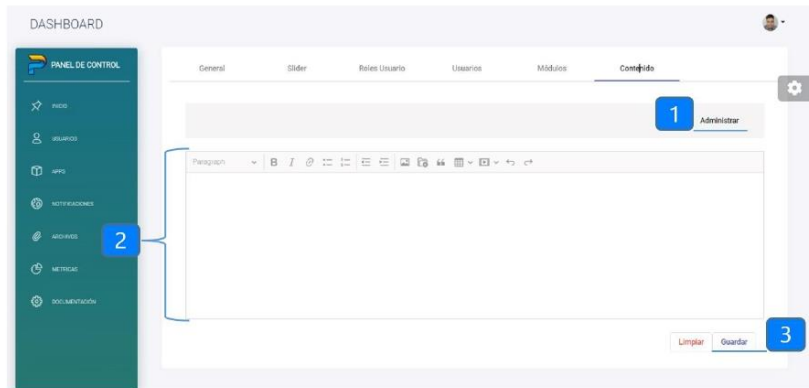 DASHBOARD
PANEL DE CONTROL
General Slider Roles Usuario Usuarios Módulos Contenido
INICIO
1
Administrar
USUARIOS
Paragraph
APPS
NOTIFICACIONES
ARCHIVOS
2
METRICAS
DOCUMENTACIÓN
Limpiar Guardar
3